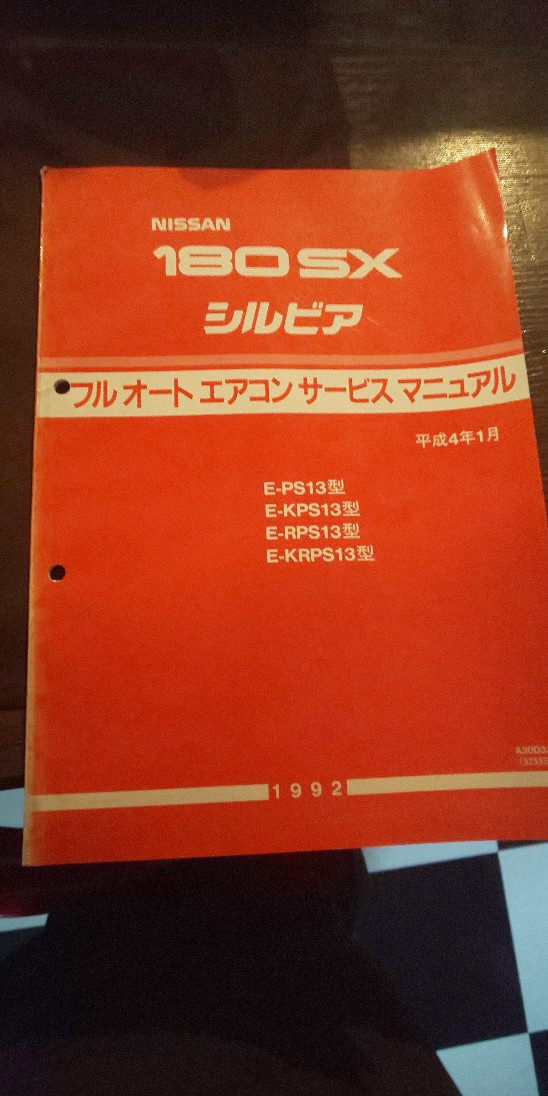 NISSAN
180SX
シルビア
フル オート エアコン サービス マニュアル
平成4年1月
E-PS13型
E-KPS13型
E-RPS13型
E-KRPS13型
1992